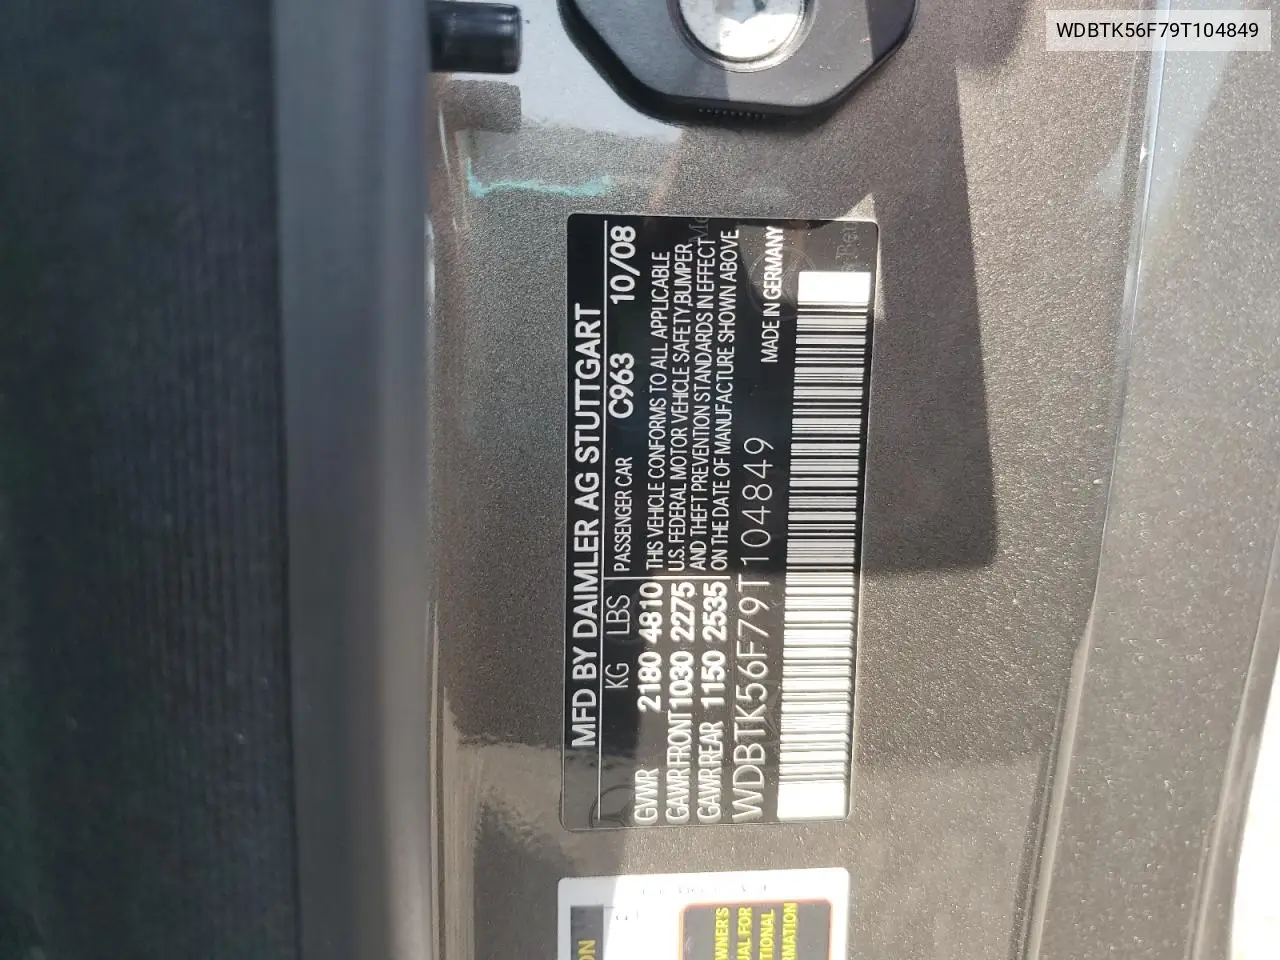 WDBTK56F79T104849
MFD BY DAIMLER AG STUTTGART
KG LBS PASSENGER CAR C963 10/08
GVWR 2180 4810 THIS VEHICLE CONFORMS TO ALL APPLICABLE
GAWR FRONT 1030 2275 U.S. FEDERAL MOTOR VEHICLE SAFETY,BUMPER,
GAWR REAR 1150 2535 AND THEFT PREVENTION STANDARDS IN EFFECT
ON THE DATE OF MANUFACTURE SHOWN ABOVE
WDBTK56F79T104849 MADE IN GERMANY